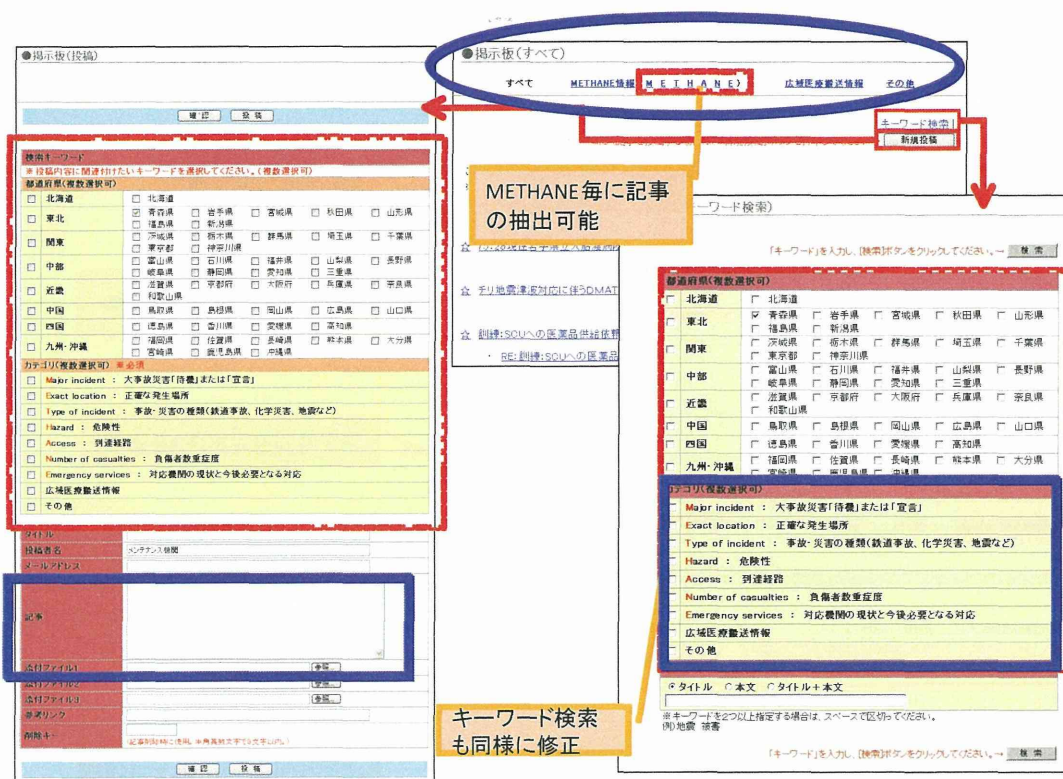 ●掲示板(投稿)
確認 投稿
検索キーワード
※投稿内容に関連付けたいキーワードを選択してください。(複数選択可)
都道府県(複数選択可)
北海道 北海道
東北 青森県 岩手県 宮城県 秋田県 山形県
福島県 新潟県
関東 茨城県 栃木県 群馬県 埼玉県 千葉県
東京都 神奈川県
中部 富山県 石川県 福井県 山梨県 長野県
岐阜県 静岡県 愛知県 三重県
近畿 滋賀県 京都府 大阪府 兵庫県 奈良県
和歌山県
中国 鳥取県 島根県 岡山県 広島県 山口県
四国 徳島県 香川県 愛媛県 高知県
九州・沖縄 福岡県 佐賀県 長崎県 熊本県 大分県
宮崎県 鹿児島県 沖縄県
カテゴリ(複数選択可) ※必須
Major incident : 大事故災害「待機」または「宣言」
Exact location : 正確な発生場所
Type of incident : 事故・災害の種類(鉄道事故、化学災害、地震など)
Hazard : 危険性
Access : 到達経路
Number of casualties : 負傷者数重症度
Emergency services : 対応機関の現状と今後必要となる対応
広域医療搬送情報
その他
タイトル
投稿者名 メンテナンス機関
メールアドレス
記事
添付ファイル1 参照...
添付ファイル2 参照...
添付ファイル3 参照...
参考リンク
削除キー
確認 投稿
●掲示板(すべて)
すべて METHANE情報 M E T H A N E) 広域医療搬送情報 その他
キーワード検索
新規投稿
METHANE毎に記事
の抽出可能
☆ チリ地震津波対応に伴うDMAT
☆ 訓練:SCUへの医薬品供給依頼
・ RE:訓練:SCUへの医薬品
ーワード検索)
「キーワード」を入力し、[検索]ボタンをクリックしてください。→ 検索
都道府県(複数選択可)
北海道 北海道
東北 青森県 岩手県 宮城県 秋田県 山形県
福島県 新潟県
関東 茨城県 栃木県 群馬県 埼玉県 千葉県
東京都 神奈川県
中部 富山県 石川県 福井県 山梨県 長野県
岐阜県 静岡県 愛知県 三重県
近畿 滋賀県 京都府 大阪府 兵庫県 奈良県
和歌山県
中国 鳥取県 島根県 岡山県 広島県 山口県
四国 徳島県 香川県 愛媛県 高知県
九州・沖縄 福岡県 佐賀県 長崎県 熊本県 大分県
宮崎県 鹿児島県 沖縄県
カテゴリ(複数選択可)
Major incident : 大事故災害「待機」または「宣言」
Exact location : 正確な発生場所
Type of incident : 事故・災害の種類(鉄道事故、化学災害、地震など)
Hazard : 危険性
Access : 到達経路
Number of casualties : 負傷者数重症度
Emergency services : 対応機関の現状と今後必要となる対応
広域医療搬送情報
その他
タイトル 本文 タイトル+本文
※キーワードを2つ以上指定する場合は、スペースで区切ってください。
例)地震 被害
「キーワード」を入力し、[検索]ボタンをクリックしてください。→ 検索
キーワード検索
も同様に修正